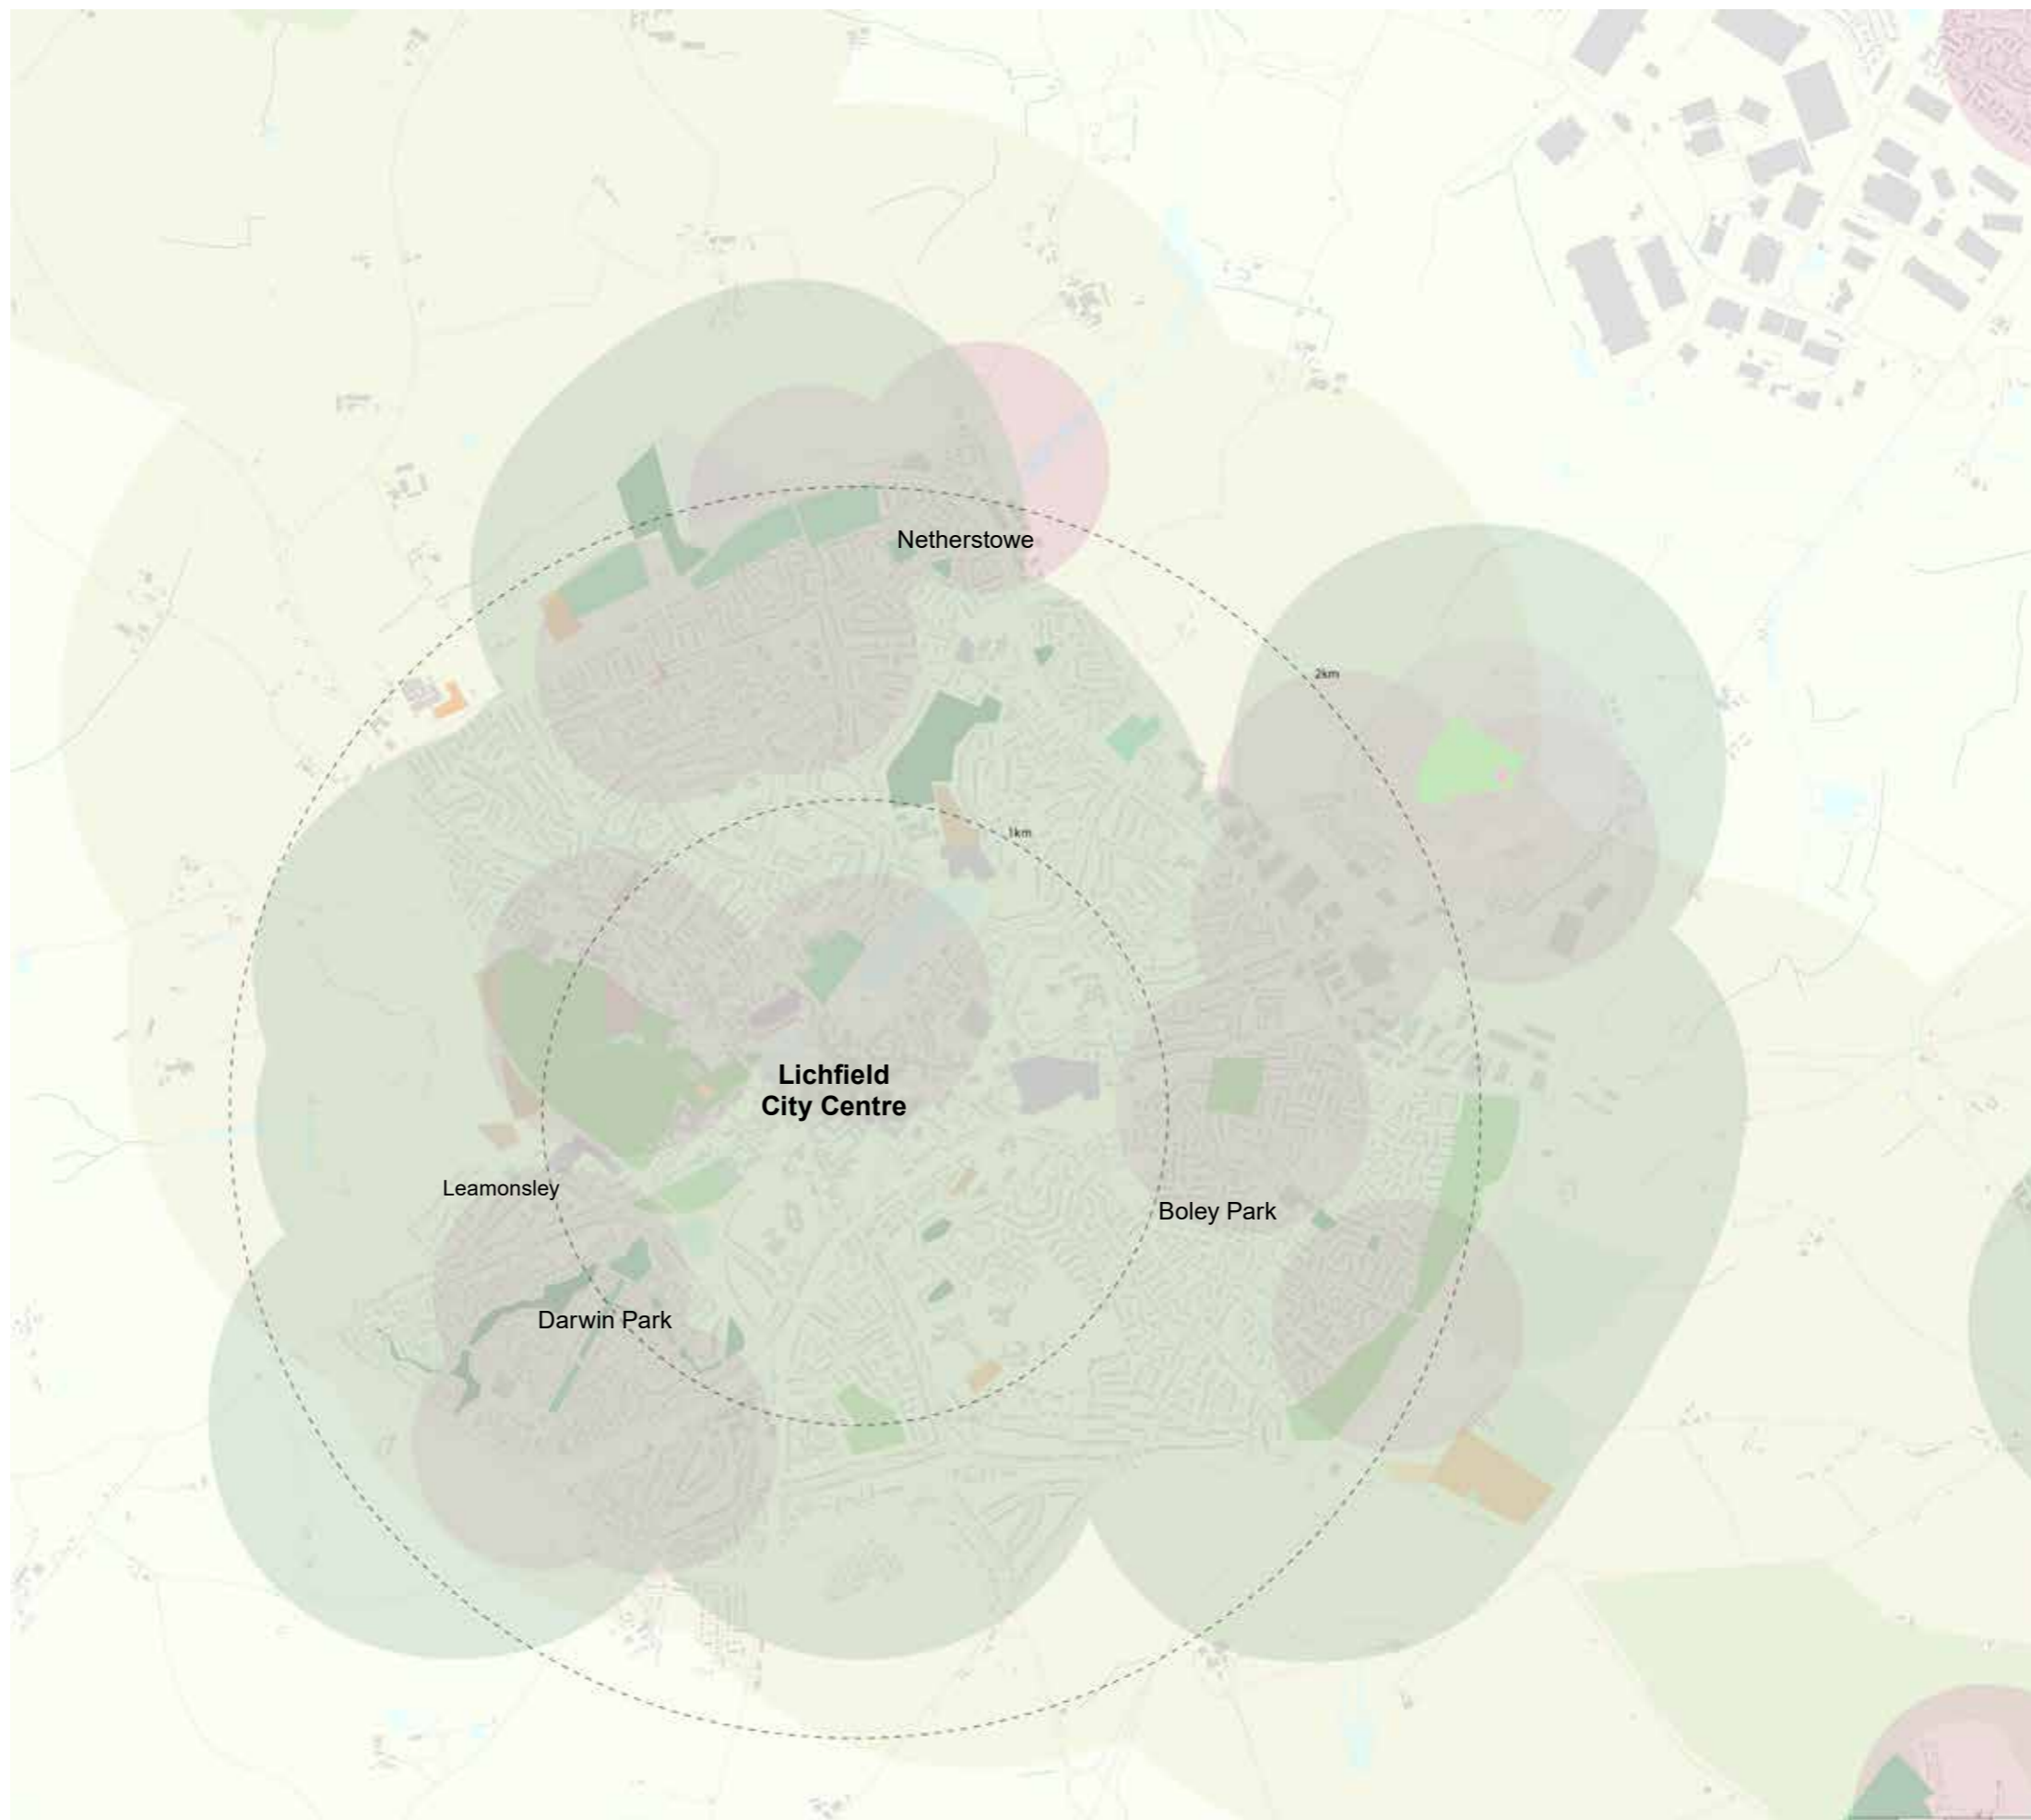 Netherstowe
2km
1km
Lichfield
City Centre
Leamonsley
Boley Park
Darwin Park